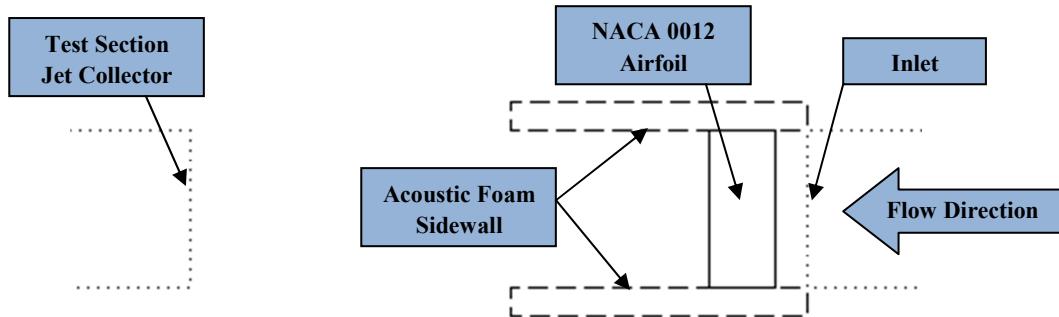 Test Section
Jet Collector
NACA 0012
Airfoil
Inlet
Acoustic Foam
Sidewall
Flow Direction